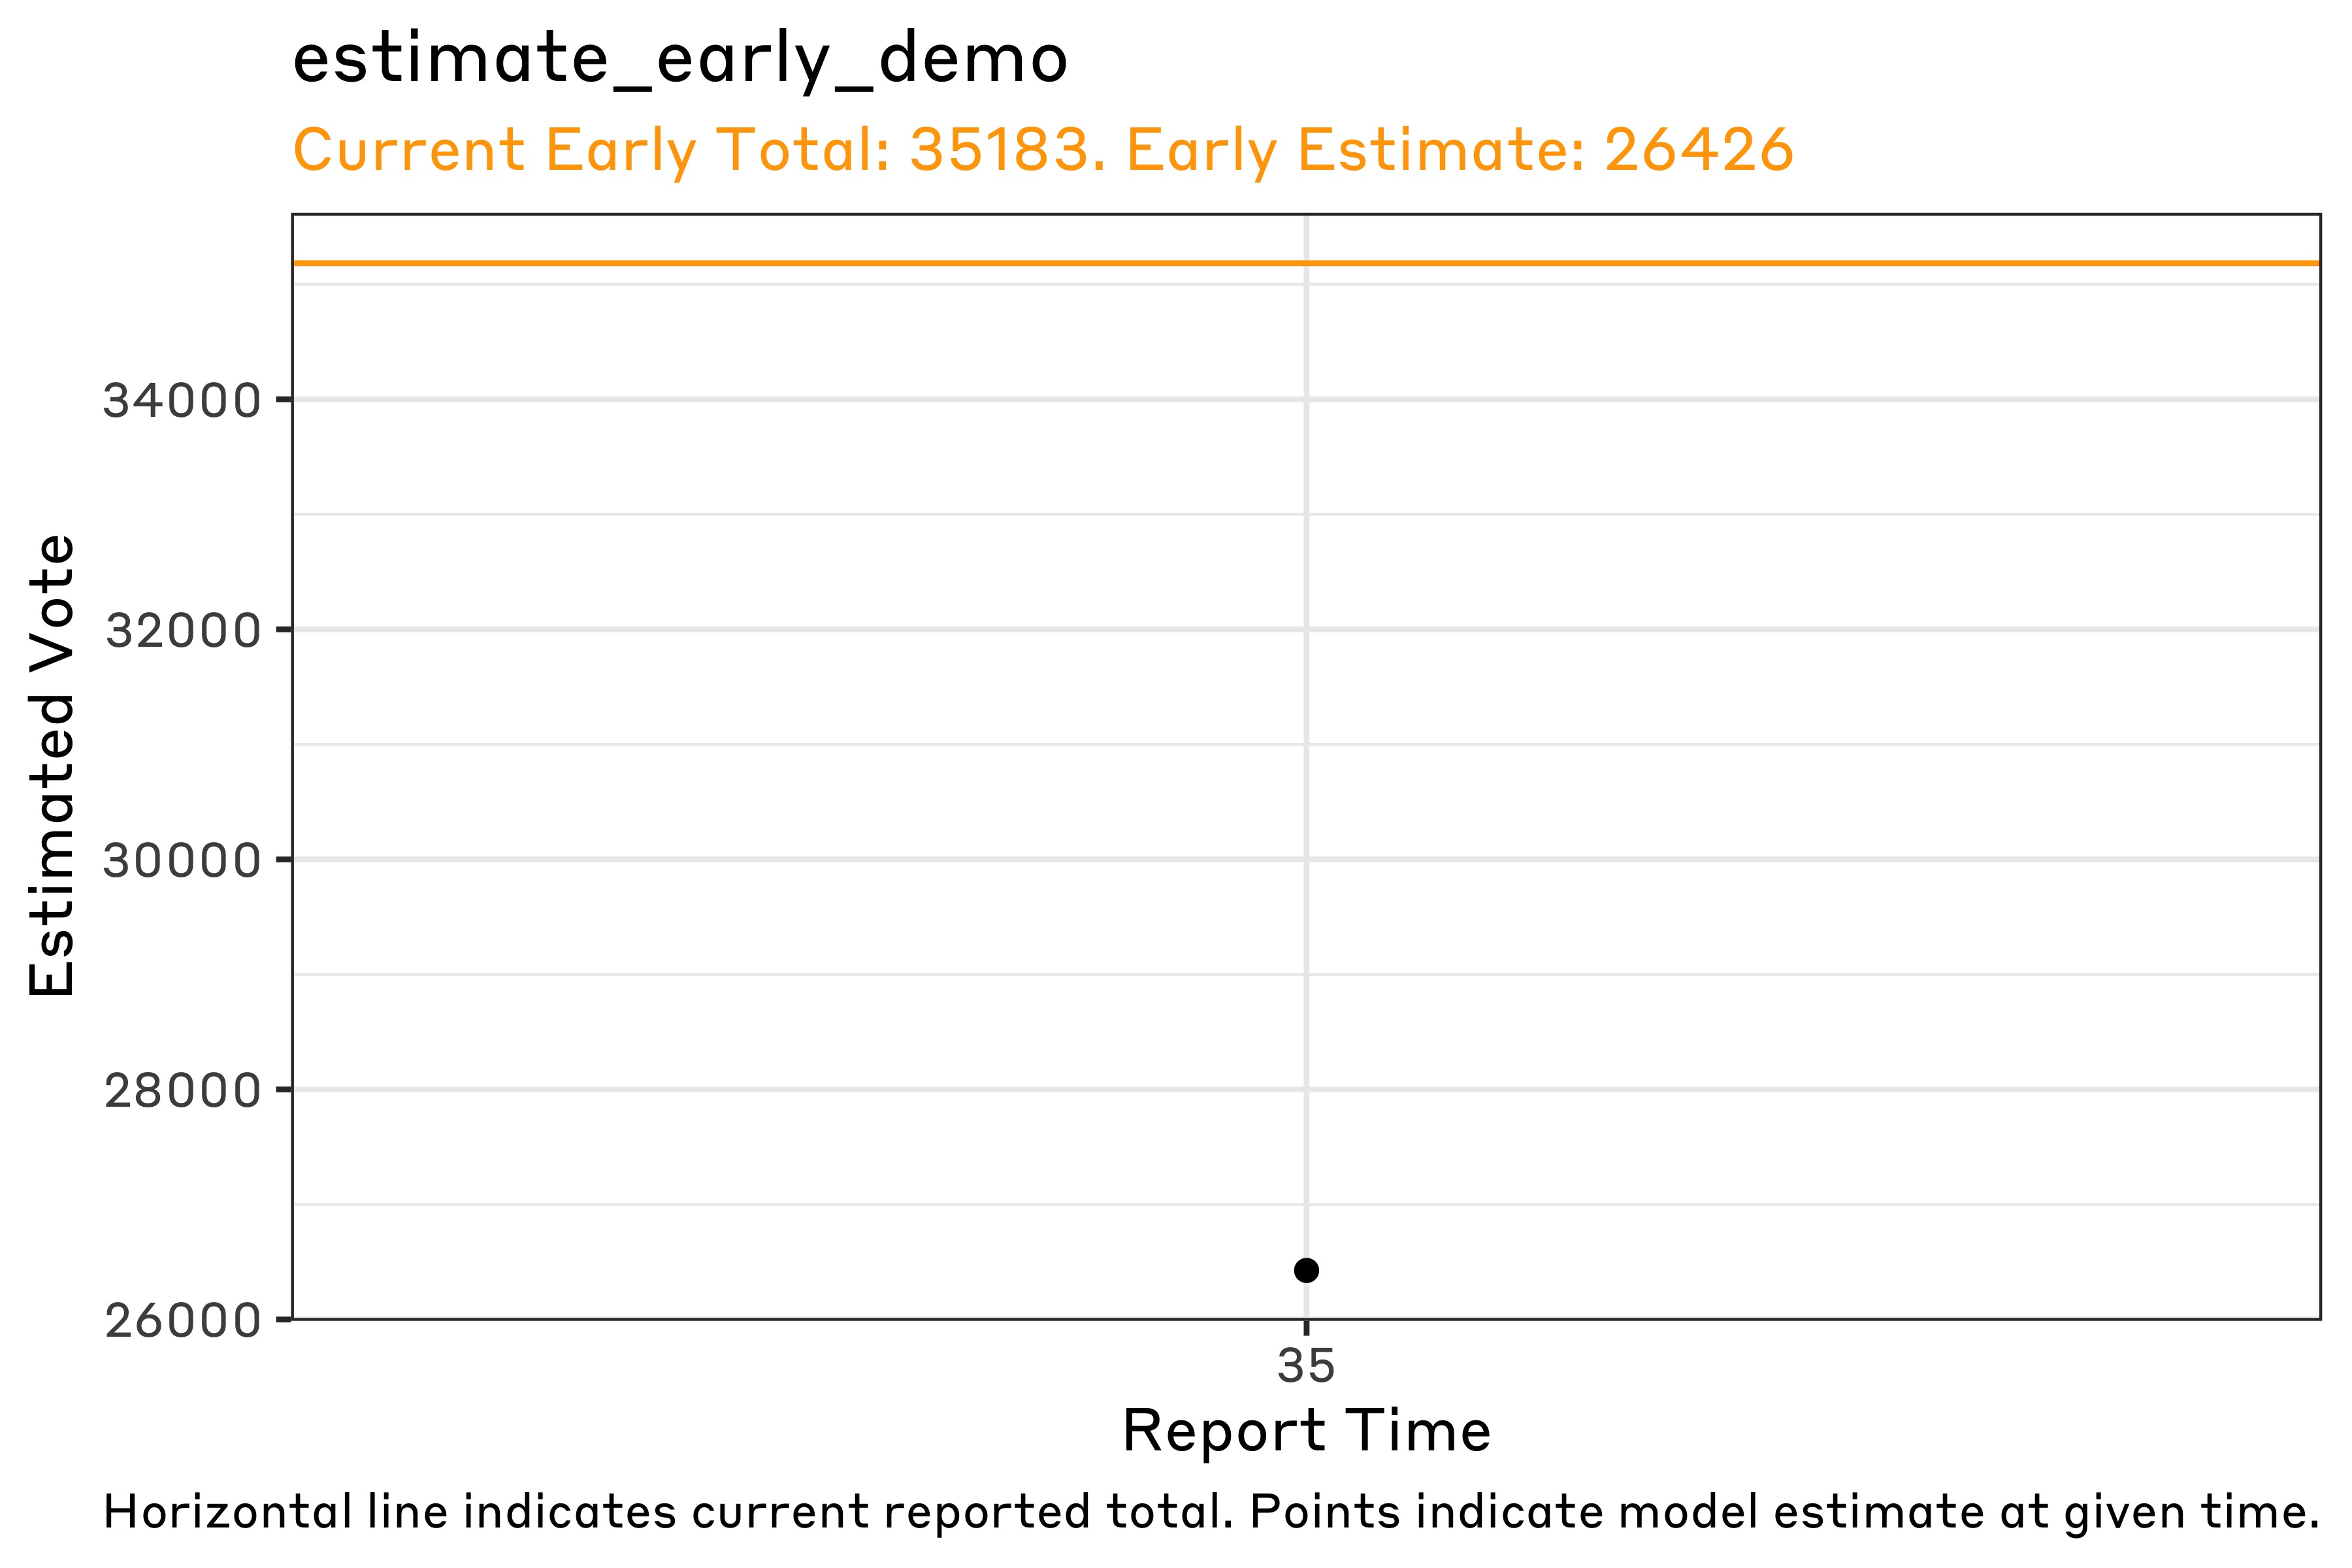 estimate_early_demo
Current Early Total: 35183. Early Estimate: 26426
Estimated Vote
34000
32000
30000
28000
26000
35
Report Time
Horizontal line indicates current reported total. Points indicate model estimate at given time.